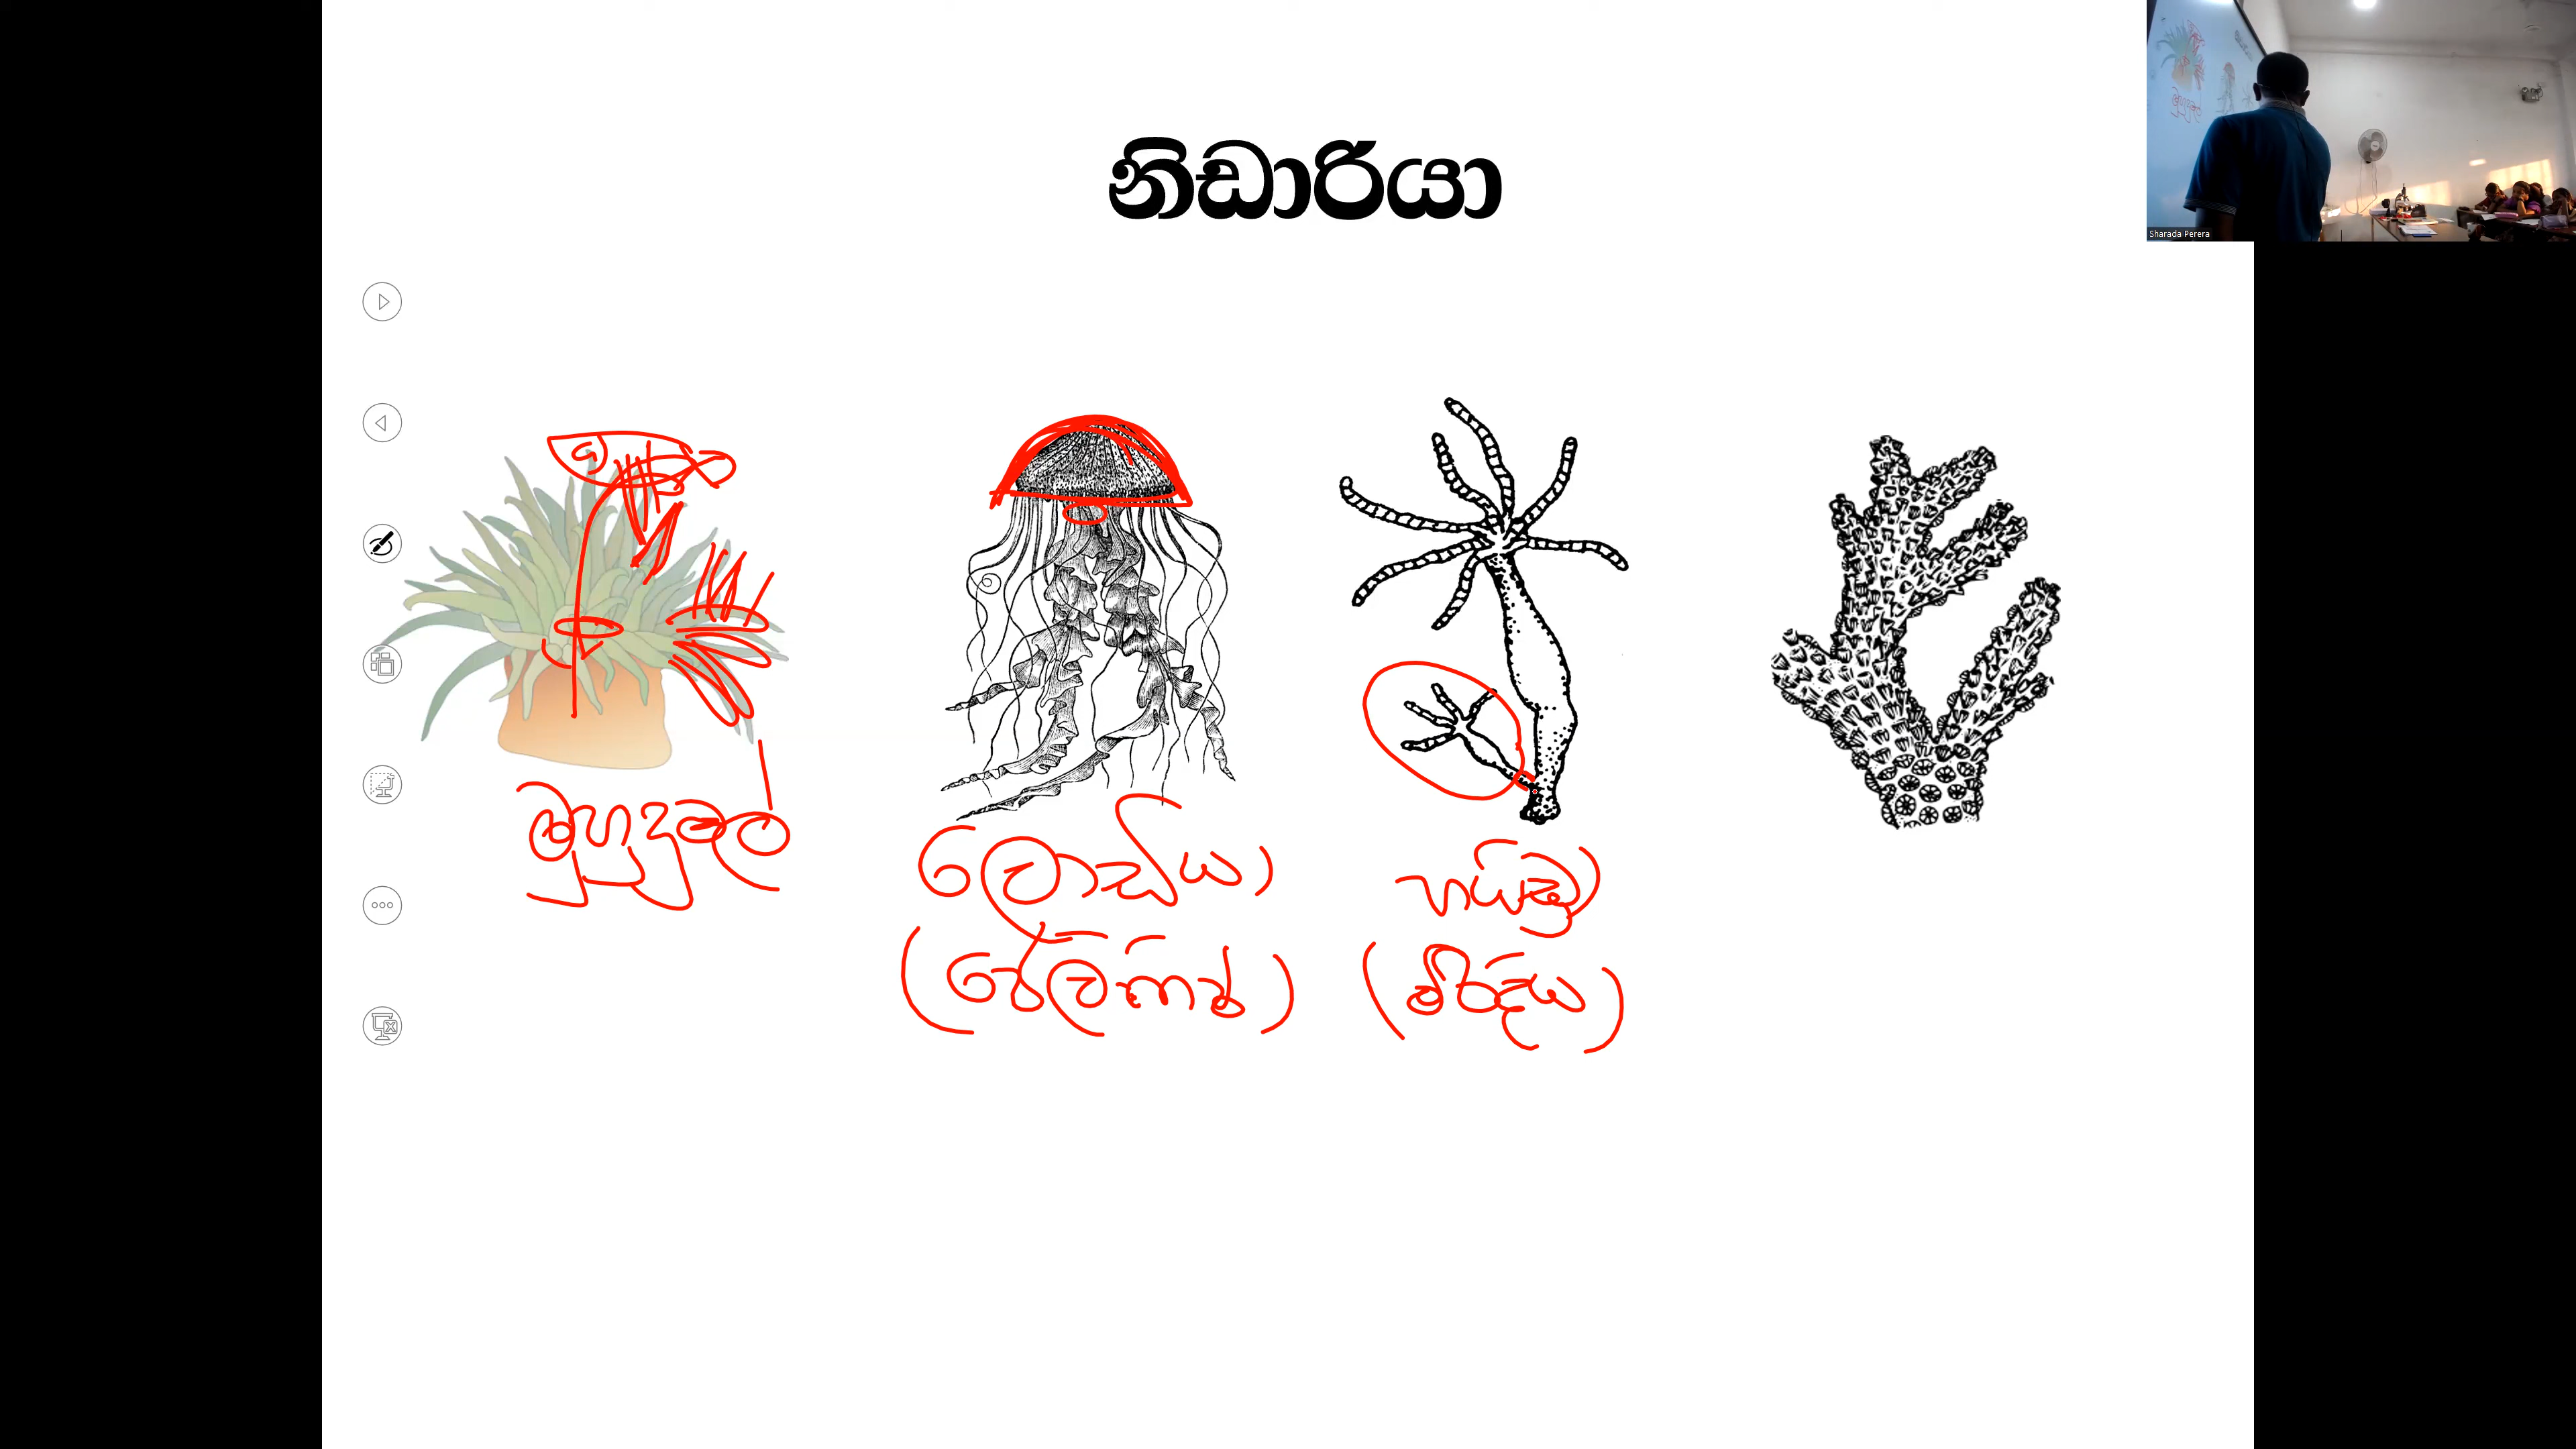 නිඩාරියා
Sharada Perera
මුහුදුමල්
ලොඩියා
හයිඩ්‍රා
(ජේලිෆිෂ්)
(මිරිදිය)